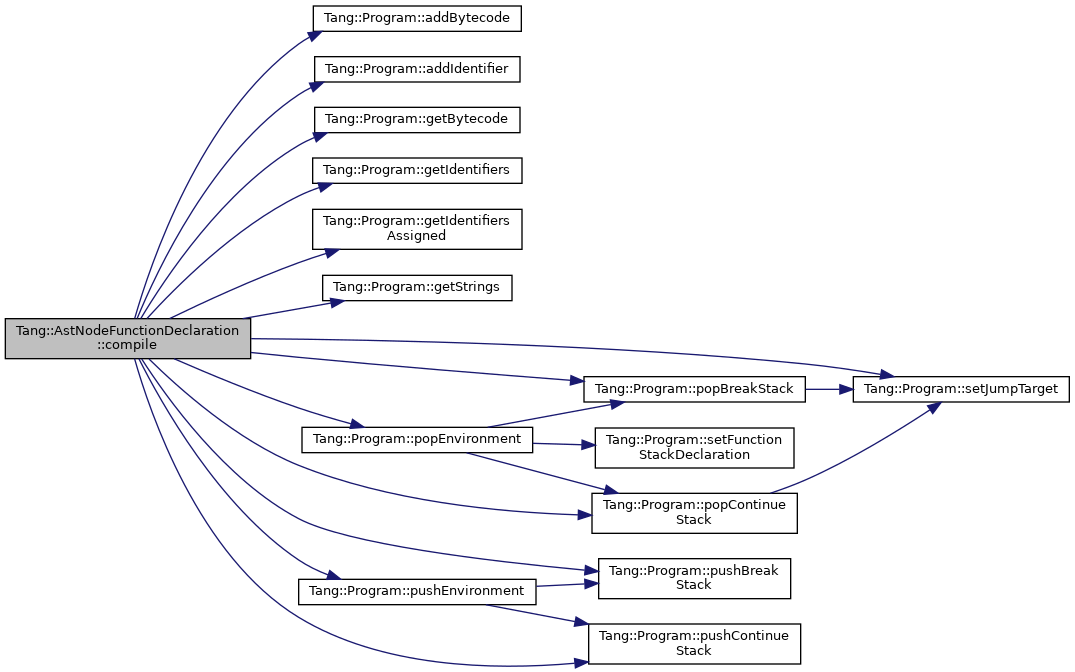 Tang::Program::addBytecode
Tang::Program::addIdentifier
Tang::Program::getBytecode
Tang::Program::getIdentifiers
Tang::Program::getIdentifiers
Assigned
Tang::Program::getStrings
Tang::AstNodeFunctionDeclaration
::compile
Tang::Program::popBreakStack
Tang::Program::setJumpTarget
Tang::Program::popEnvironment
Tang::Program::setFunction
StackDeclaration
Tang::Program::popContinue
Stack
Tang::Program::pushBreak
Stack
Tang::Program::pushEnvironment
Tang::Program::pushContinue
Stack